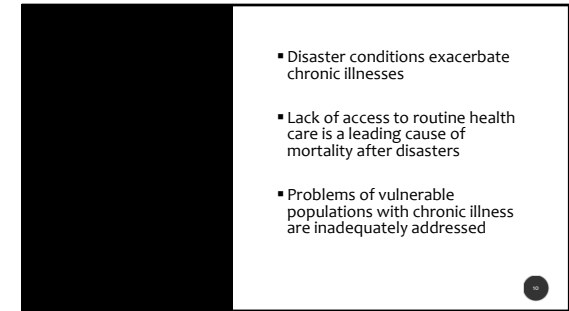 ▪ Disaster conditions exacerbate
chronic illnesses
▪ Lack of access to routine health
care is a leading cause of
mortality after disasters
▪ Problems of vulnerable
populations with chronic illness
are inadequately addressed
10